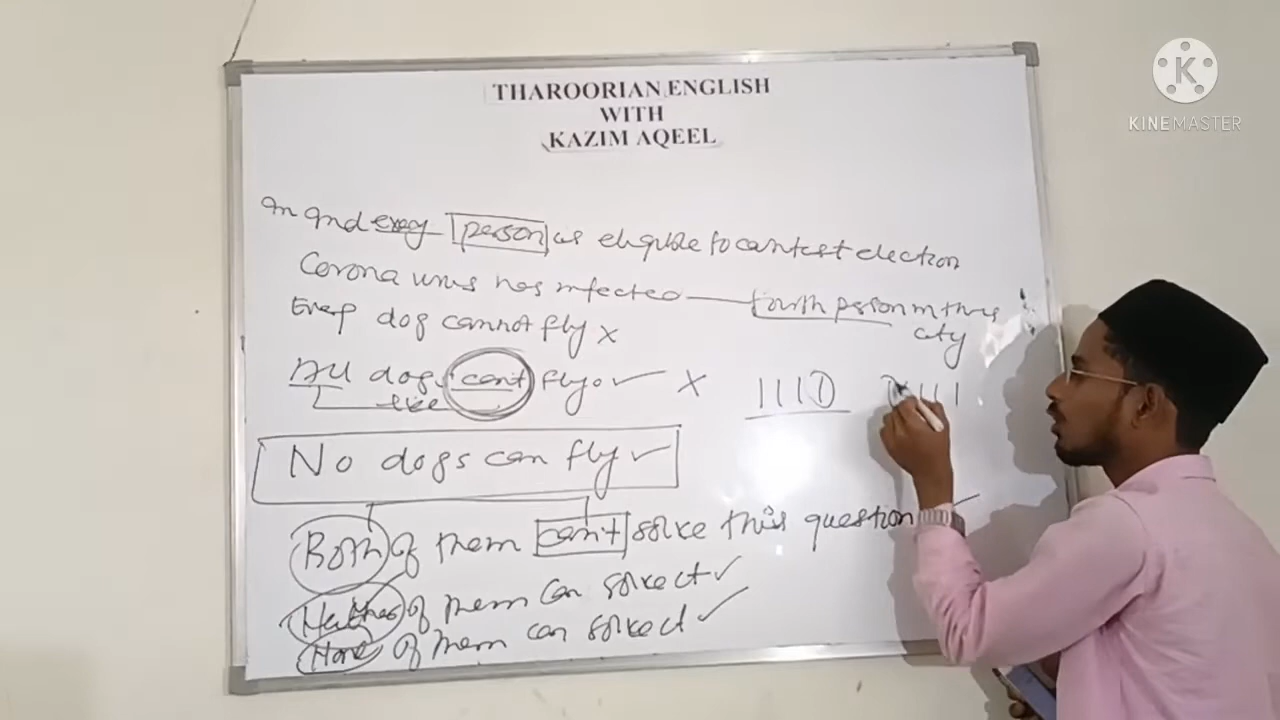 THAROORIAN ENGLISH
WITH
KAZIM AQEEL
KINEMASTER
In Ind every person is eligible to contest election
Corona virus has infected fourth person in this city
Every dog cannot fly x
All dogs can't fly ✓ x 111
No dogs can fly ✓
Both of them can't solve this question ✓
Neither of them can solve it ✓
None of them can solve it ✓